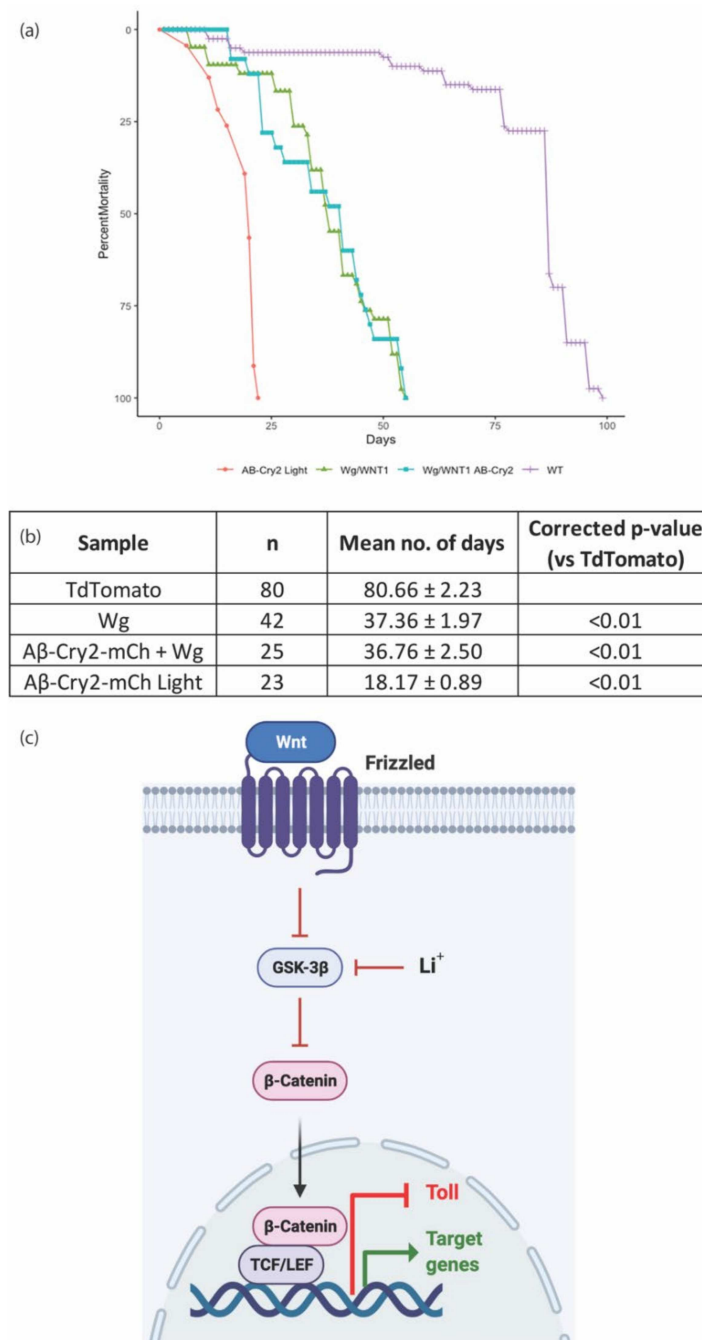 (a)
0
25
50
75
100
PercentMortality
0 25 50 75 100
Days
AB-Cry2 Light Wg/WNT1 Wg/WNT1 AB-Cry2 WT
(b)
Sample n Mean no. of days Corrected p-value (vs TdTomato)
TdTomato 80 80.66 ± 2.23
Wg 42 37.36 ± 1.97 <0.01
Aβ-Cry2-mCh + Wg 25 36.76 ± 2.50 <0.01
Aβ-Cry2-mCh Light 23 18.17 ± 0.89 <0.01
(c)
Wnt
Frizzled
GSK-3β
Li⁺
β-Catenin
Toll
β-Catenin
Target
TCF/LEF
genes